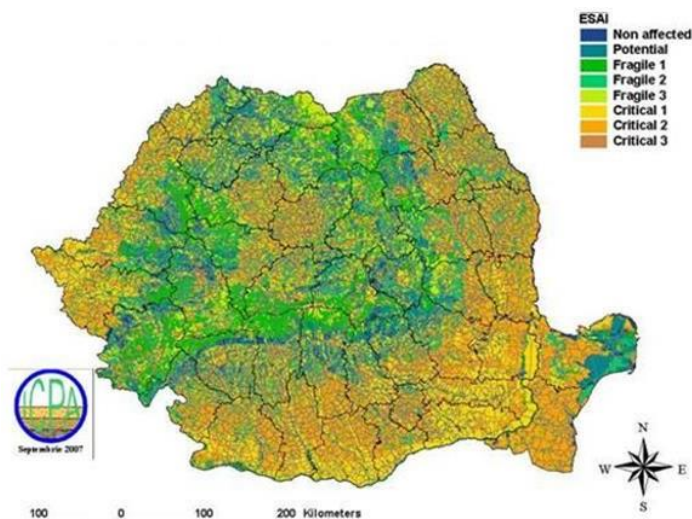 ESAI
Non affected
Potential
Fragile 1
Fragile 2
Fragile 3
Critical 1
Critical 2
Critical 3
ICPA
Septembrie 2007
N
W E
S
100 0 100 200 Kilometers